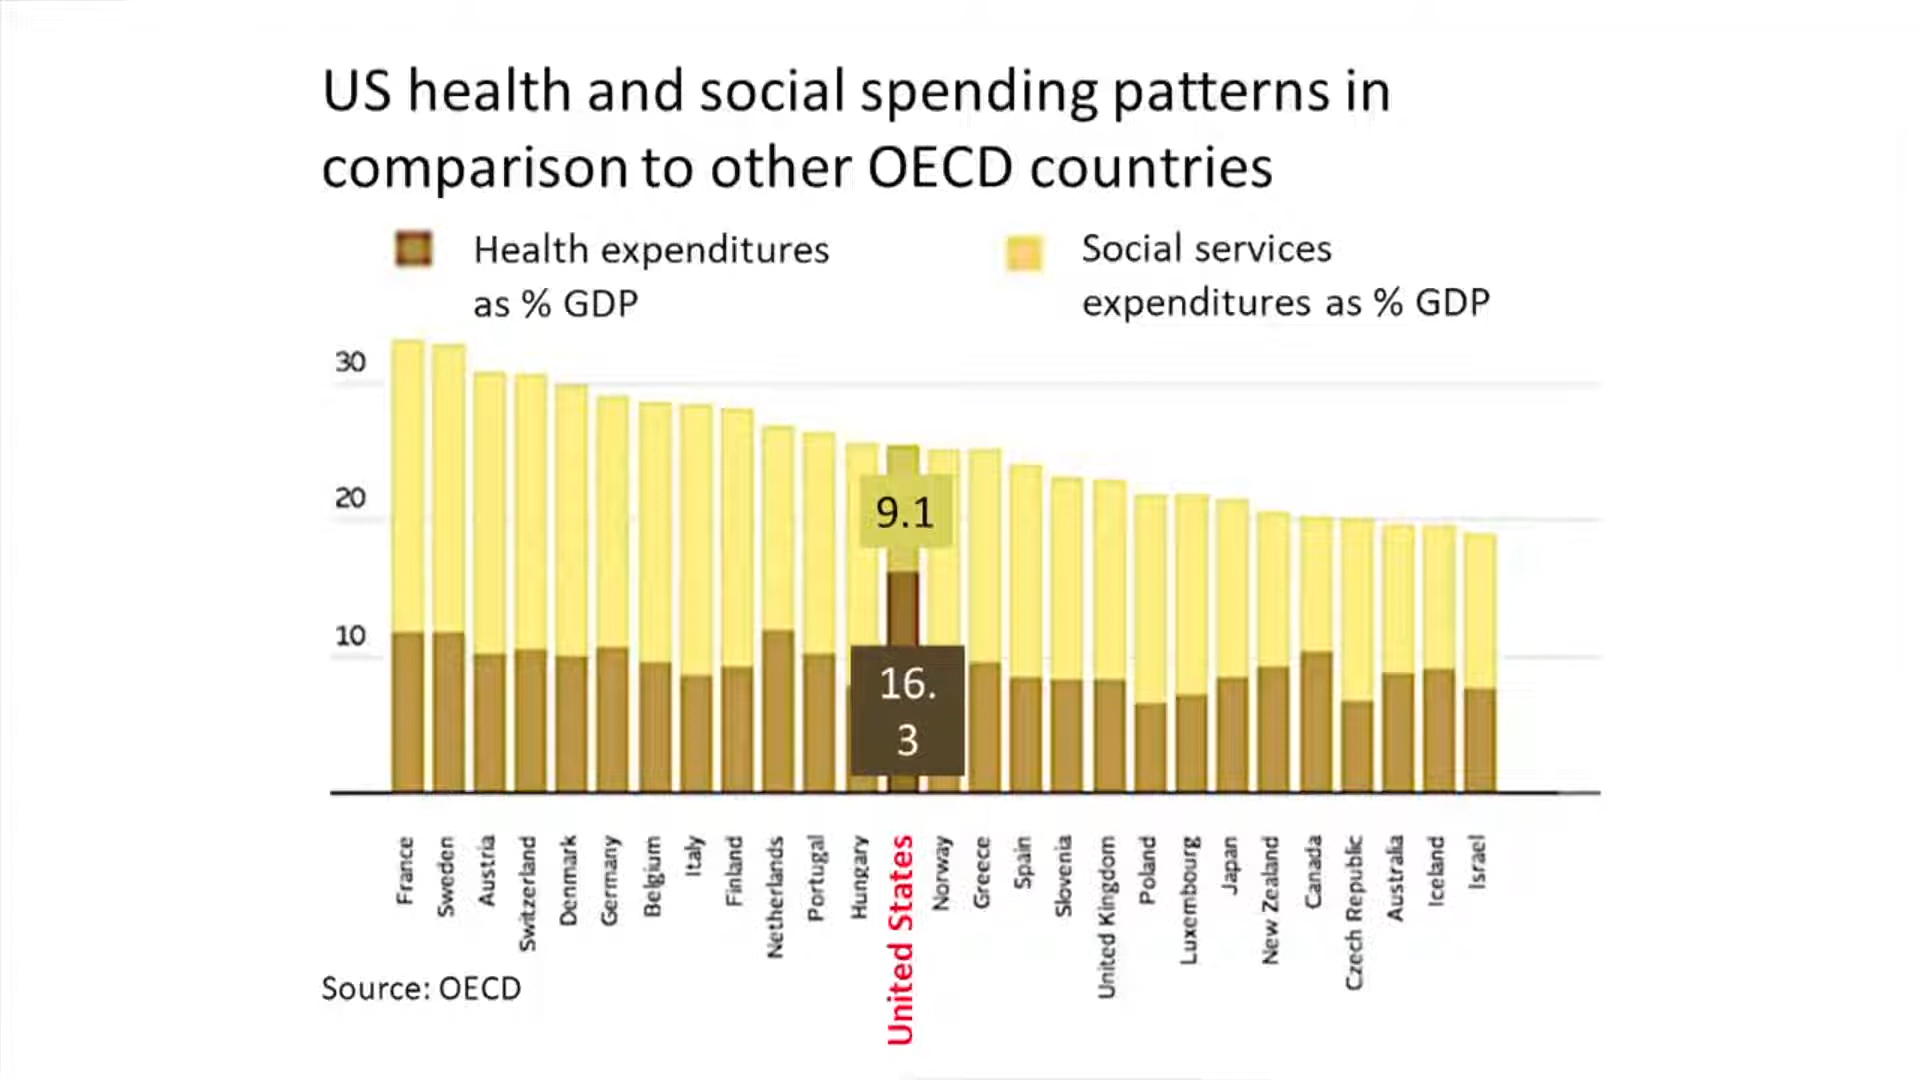 US health and social spending patterns in
comparison to other OECD countries
Health expenditures
as % GDP
Social services
expenditures as % GDP
30
20
10
9.1
16.
3
France
Sweden
Austria
Switzerland
Denmark
Germany
Belgium
Italy
Finland
Netherlands
Portugal
Hungary
United States
Norway
Greece
Spain
Slovenia
United Kingdom
Poland
Luxembourg
Japan
New Zealand
Canada
Czech Republic
Australia
Iceland
Israel
Source: OECD